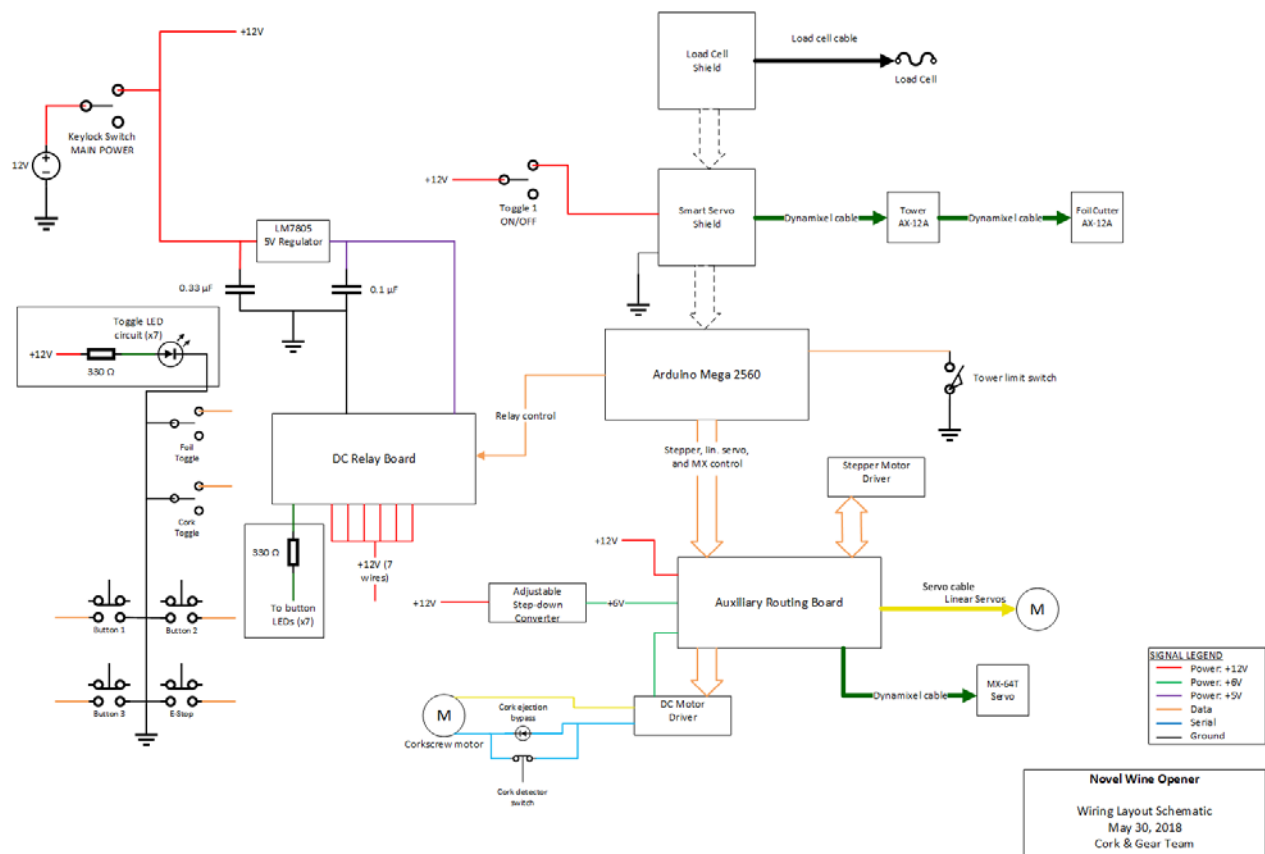 +12V
Load Cell
Shield
Load cell cable
Load Cell
Keylock Switch
MAIN POWER
12V
+12V
Toggle 1
ON/OFF
Smart Servo
Shield
Dynamixel cable
Tower
AX-12A
Dynamixel cable
Foil Cutter
AX-12A
LM7805
5V Regulator
0.33 µF
0.1 µF
Toggle LED
circuit (x7)
+12V
330 Ω
Arduino Mega 2560
Tower limit switch
Relay control
Foil
Toggle
DC Relay Board
Stepper, lin. servo,
and MX control
Stepper Motor
Driver
Cork
Toggle
330 Ω
+12V (7
wires)
To button
LEDs (x7)
+12V
+12V
Adjustable
Step-down
Converter
+6V
Auxiliary Routing Board
Servo cable
Linear Servos
M
Button 1
Button 2
Button 3
E-Stop
Dynamixel cable
MX-64T
Servo
M
Corkscrew motor
Cork ejection
bypass
Cork detector
switch
DC Motor
Driver
SIGNAL LEGEND
Power: +12V
Power: +6V
Power: +5V
Data
Serial
Ground
Novel Wine Opener
Wiring Layout Schematic
May 30, 2018
Cork & Gear Team